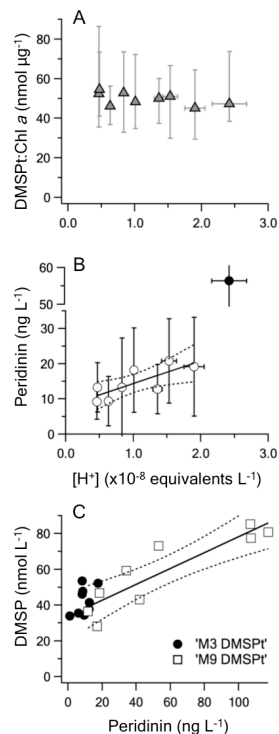 A
DMSPt:Chl a (nmol µg⁻¹)
80
60
40
20
0
0.0 1.0 2.0 3.0
B
Peridinin (ng L⁻¹)
60
50
30
20
10
0
0.0 1.0 2.0 3.0
[H⁺] (x10⁻⁸ equivalents L⁻¹)
C
DMSP (nmol L⁻¹)
100
80
60
40
20
0
'M3 DMSPt'
'M9 DMSPt'
0 20 40 60 80 100
Peridinin (ng L⁻¹)